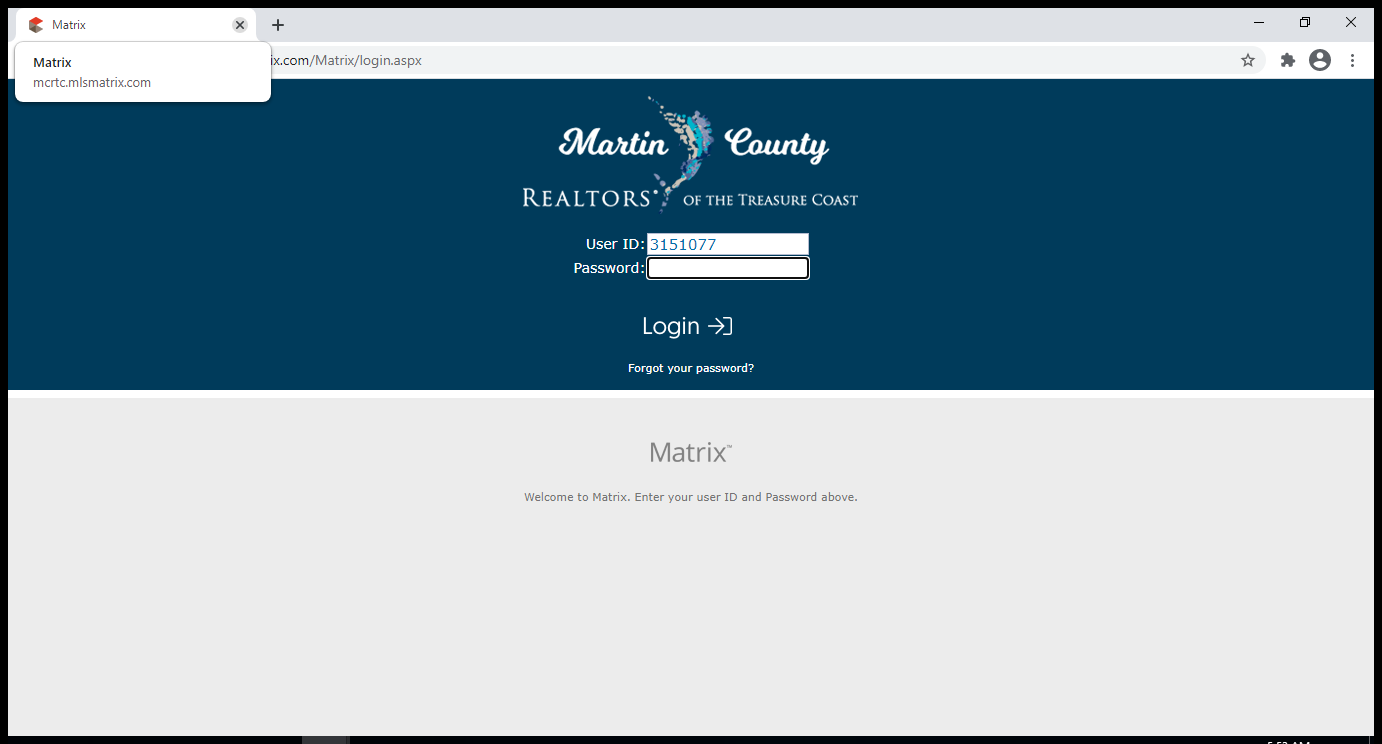 Matrix
Matrix
mcrtc.mlsmatrix.com
ix.com/Matrix/login.aspx
Martin County
REALTORS® OF THE TREASURE COAST
User ID: 3151077
Password:
Login
Forgot your password?
Matrix™
Welcome to Matrix. Enter your user ID and Password above.